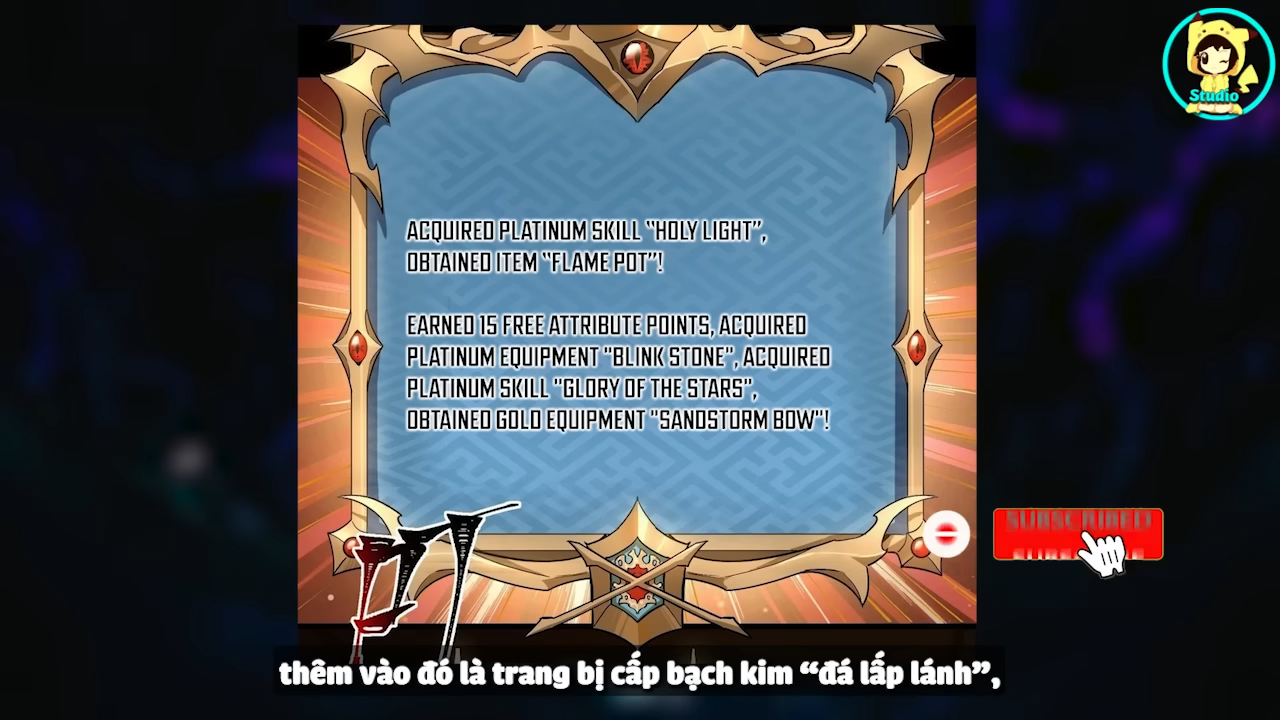 Studio
ACQUIRED PLATINUM SKILL “HOLY LIGHT”,
OBTAINED ITEM “FLAME POT”!
EARNED 15 FREE ATTRIBUTE POINTS, ACQUIRED
PLATINUM EQUIPMENT "BLINK STONE", ACQUIRED
PLATINUM SKILL "GLORY OF THE STARS",
OBTAINED GOLD EQUIPMENT "SANDSTORM BOW"!
SUBSCRIBED
thêm vào đó là trang bị cấp bạch kim “đá lấp lánh”,